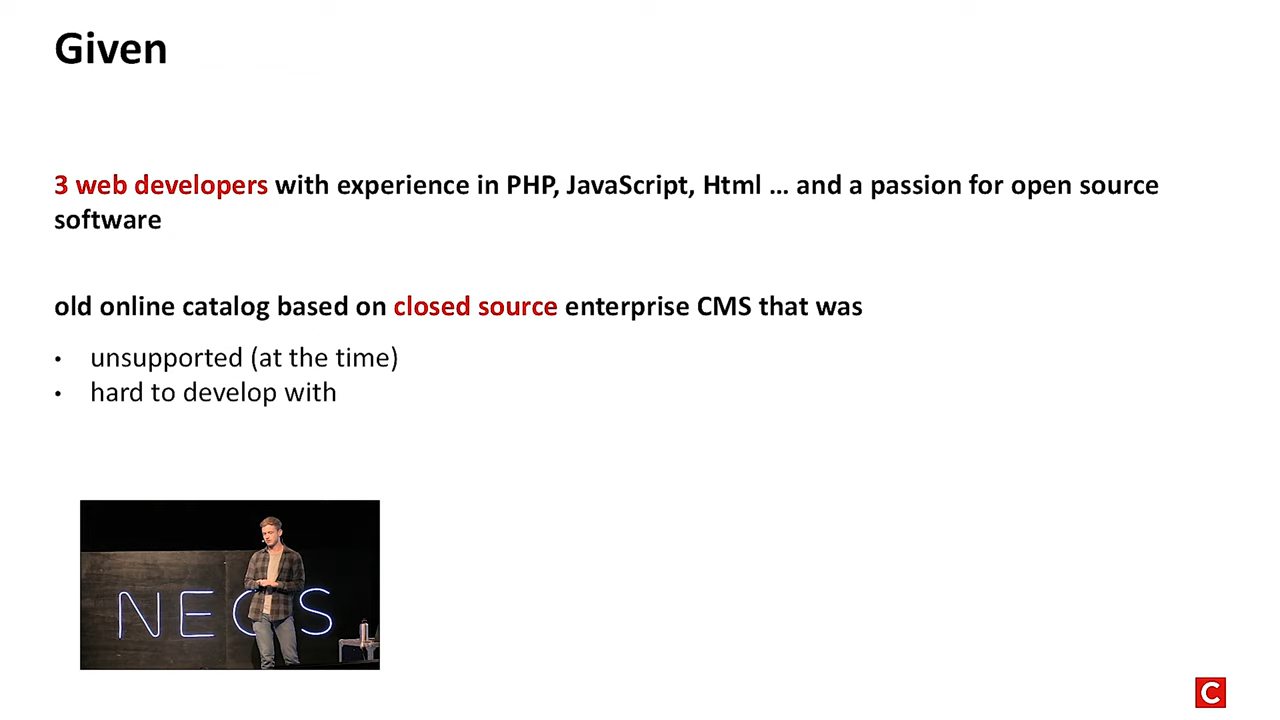 Given
3 web developers with experience in PHP, JavaScript, Html … and a passion for open source
software
old online catalog based on closed source enterprise CMS that was
• unsupported (at the time)
• hard to develop with
NEOS
C